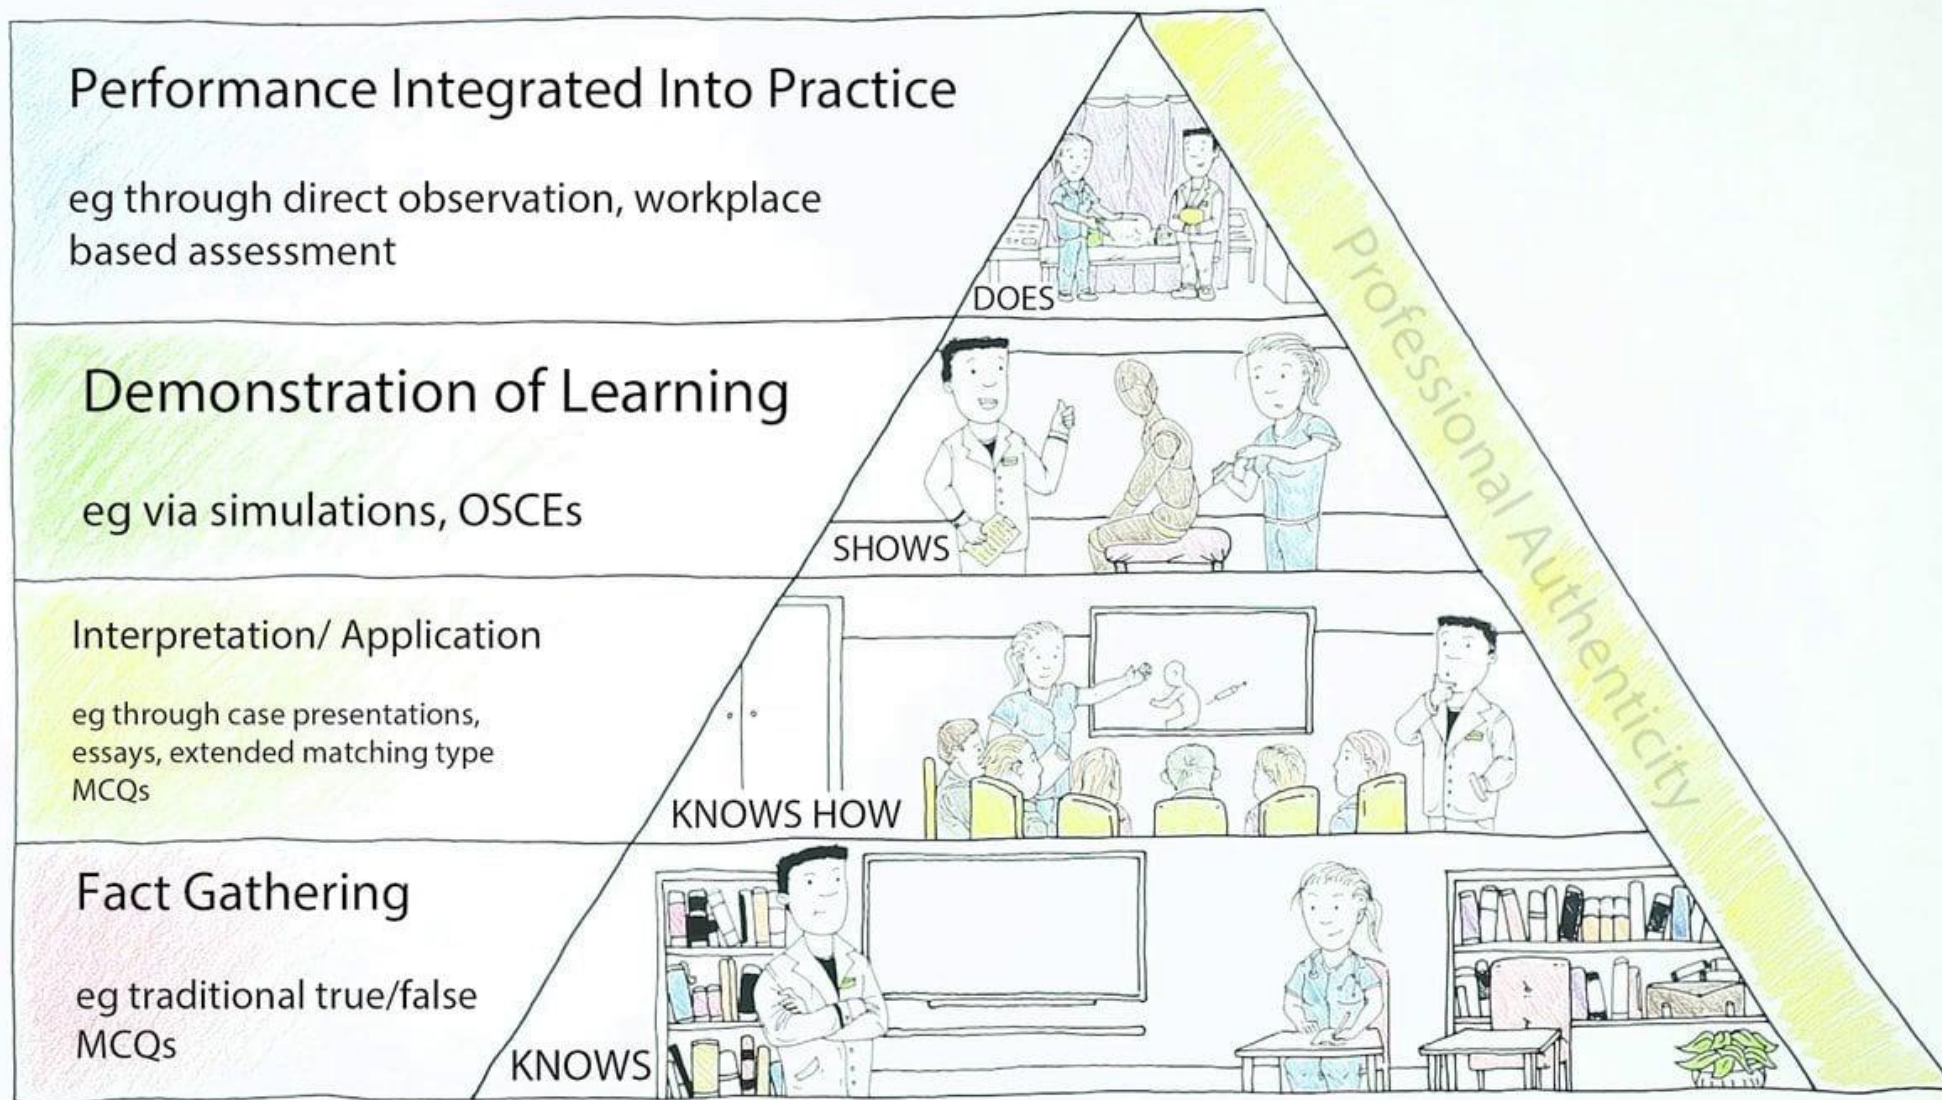 Performance Integrated Into Practice
eg through direct observation, workplace
based assessment
DOES
Demonstration of Learning
eg via simulations, OSCEs
SHOWS
Interpretation/ Application
eg through case presentations,
essays, extended matching type
MCQs
KNOWS HOW
Fact Gathering
eg traditional true/false
MCQs
KNOWS
Professional Authenticity